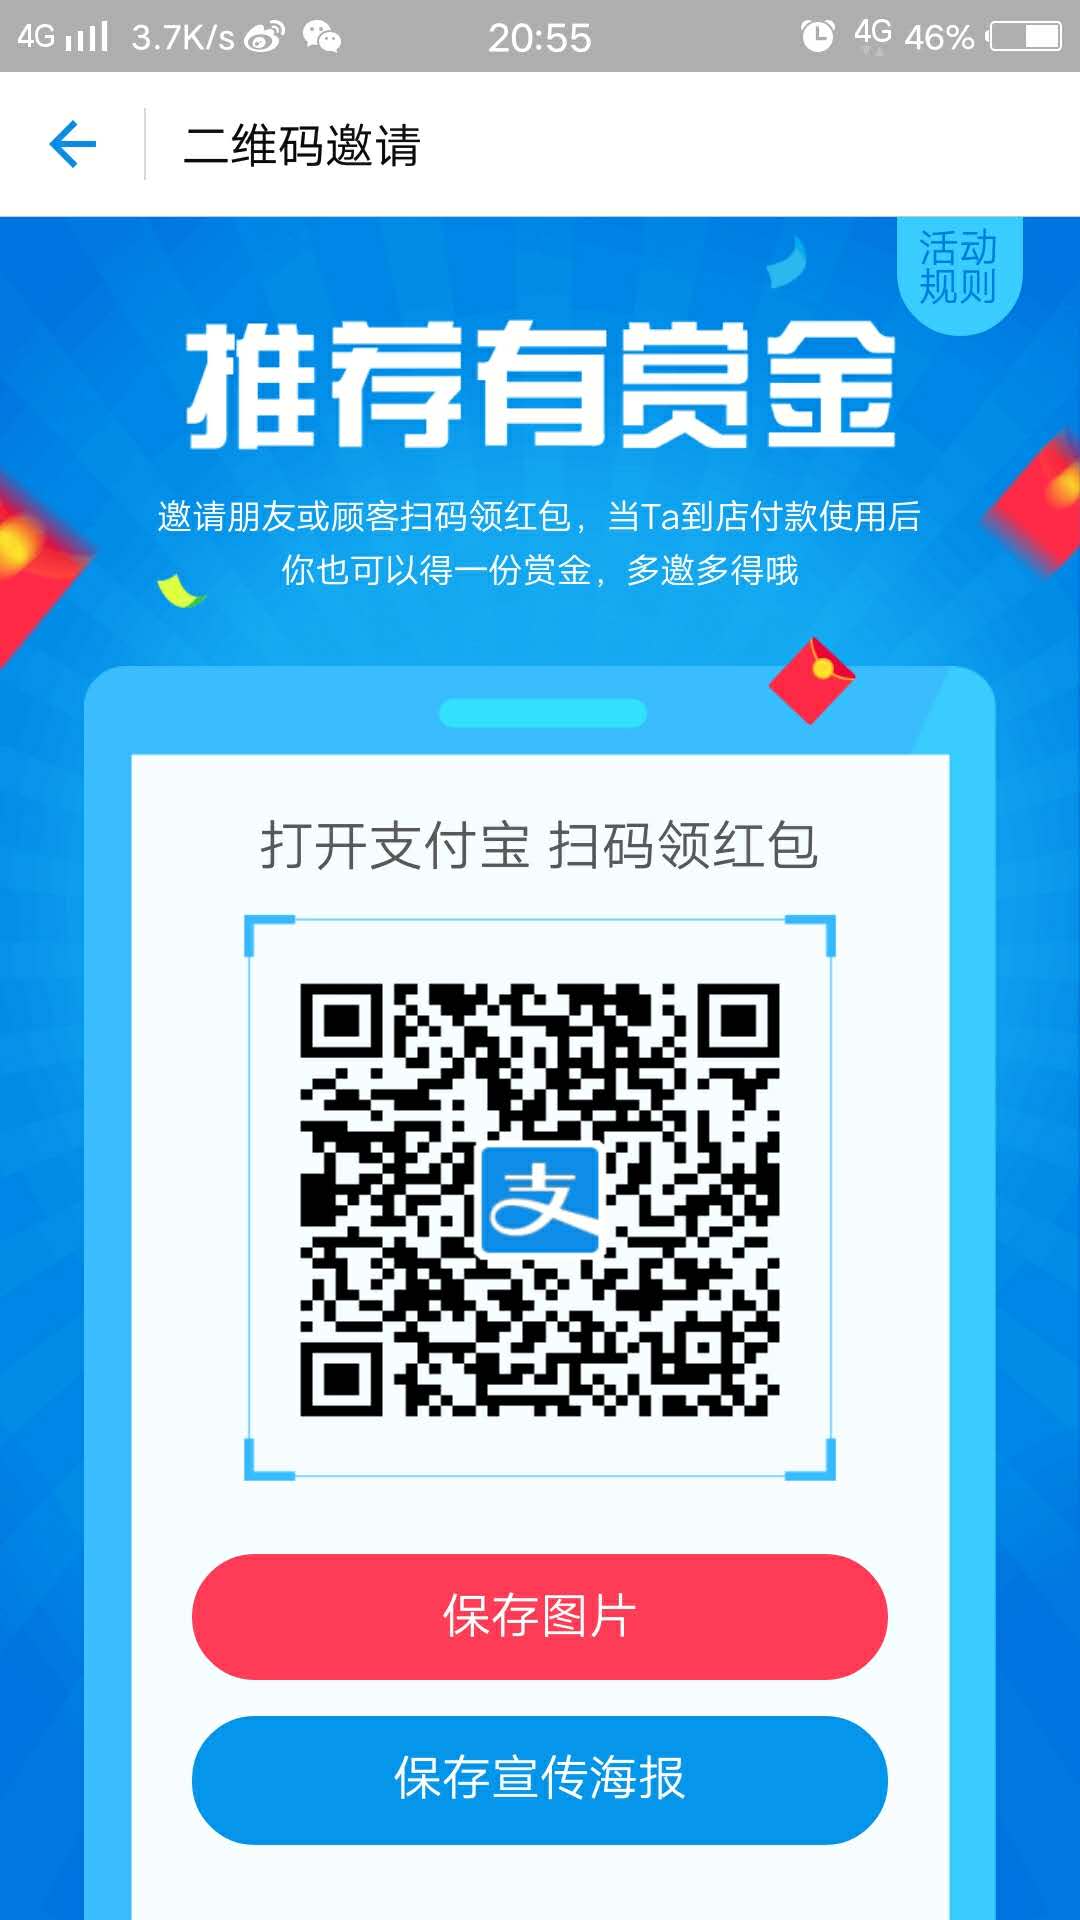 4G 3.7K/s 20:55 4G 46%
二维码邀请
活动
规则
推荐有赏金
邀请朋友或顾客扫码领红包，当Ta到店付款使用后
你也可以得一份赏金，多邀多得哦
打开支付宝 扫码领红包
支
保存图片
保存宣传海报